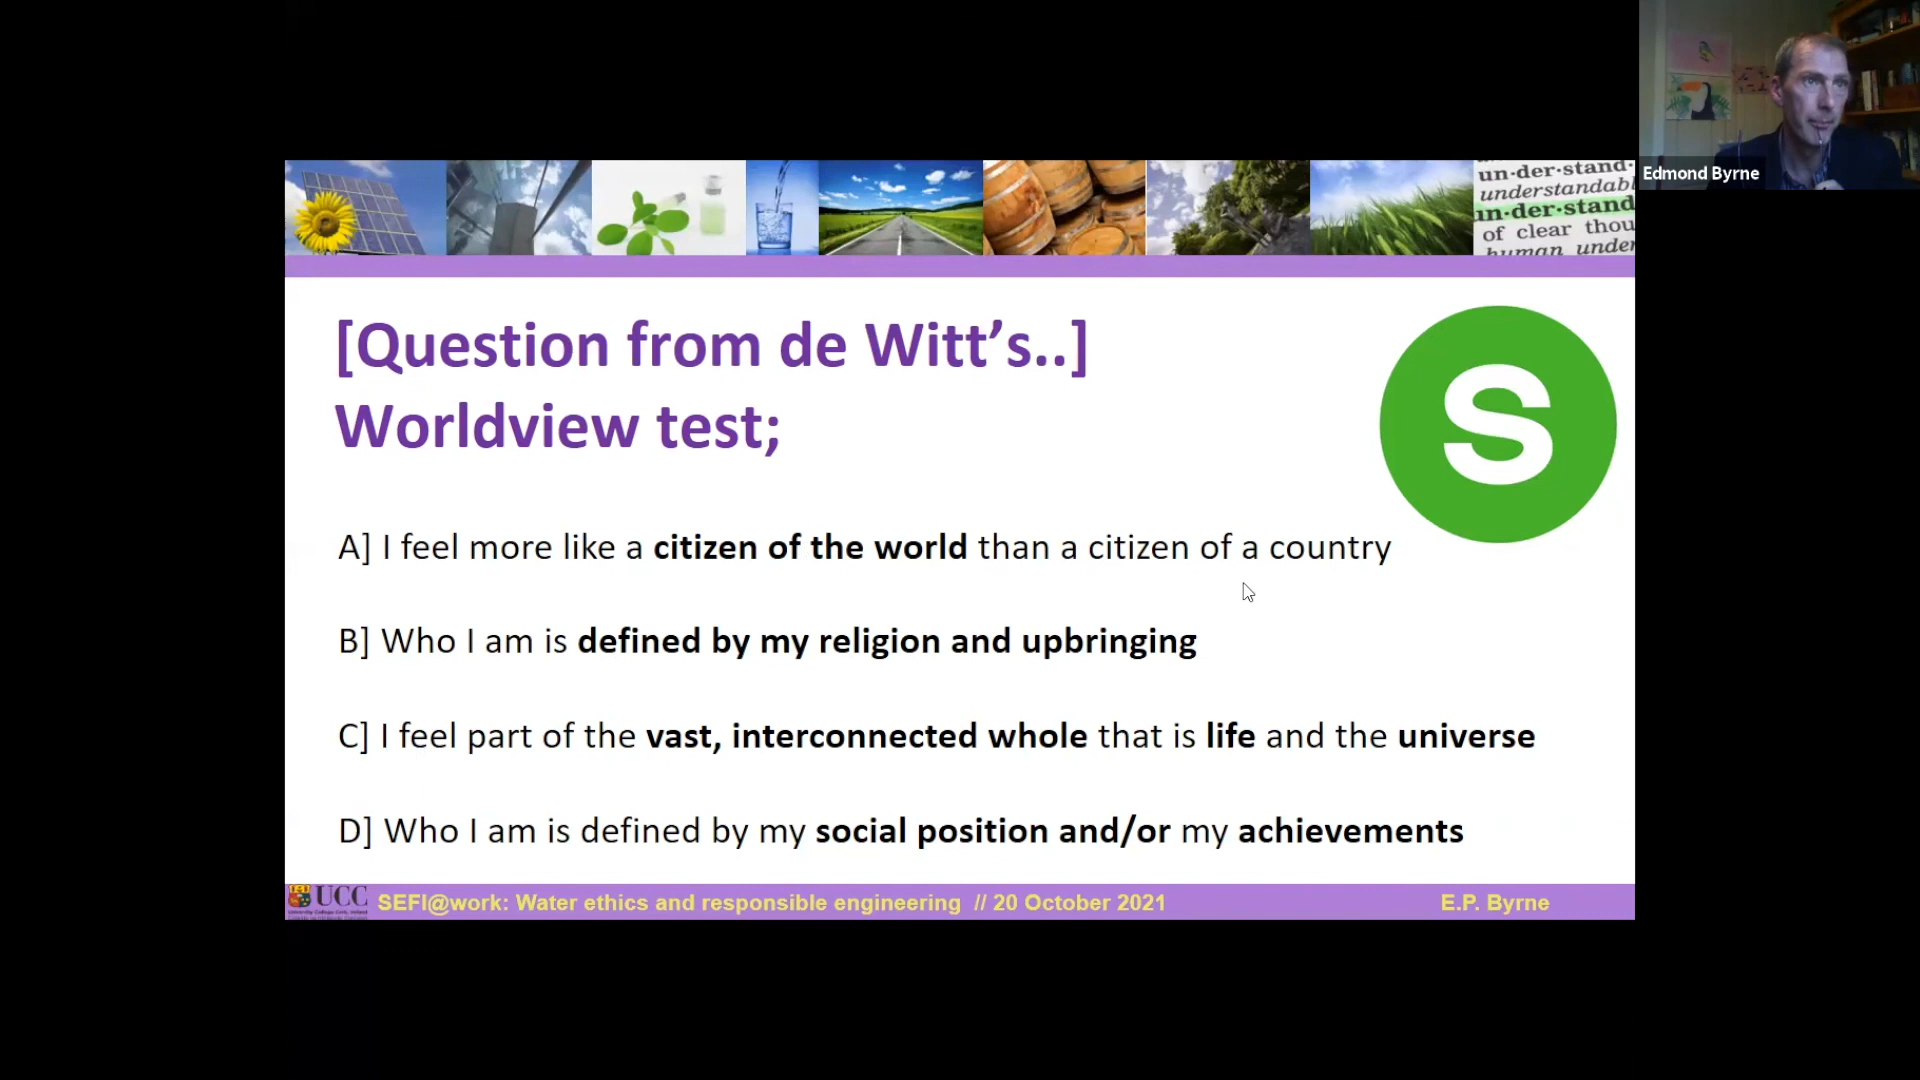 Edmond Byrne
un·der·stand·
understandabl
un·der·stand
of clear thou
human under
[Question from de Witt’s..]
Worldview test;
S
A] I feel more like a citizen of the world than a citizen of a country
B] Who I am is defined by my religion and upbringing
C] I feel part of the vast, interconnected whole that is life and the universe
D] Who I am is defined by my social position and/or my achievements
UCC
SEFI@work: Water ethics and responsible engineering // 20 October 2021
E.P. Byrne